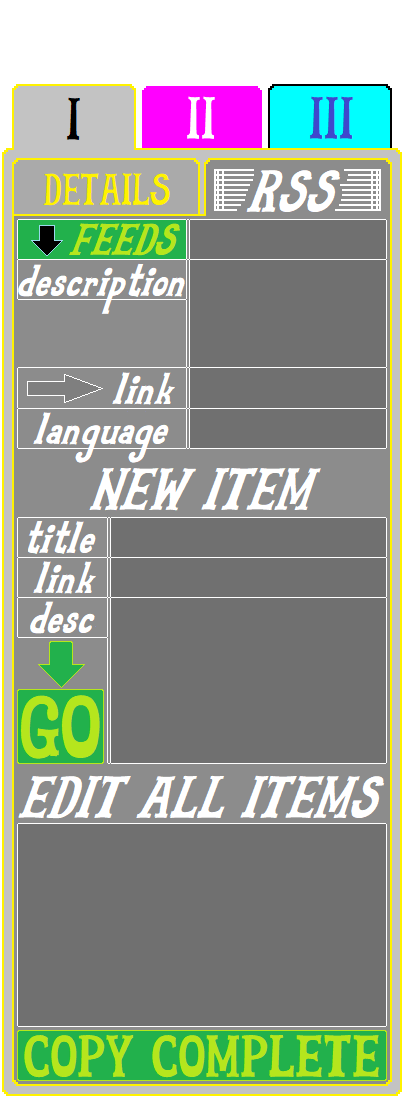 I II III
DETAILS RSS
FEEDS
description
link
language
NEW ITEM
title
link
desc
GO
EDIT ALL ITEMS
COPY COMPLETE